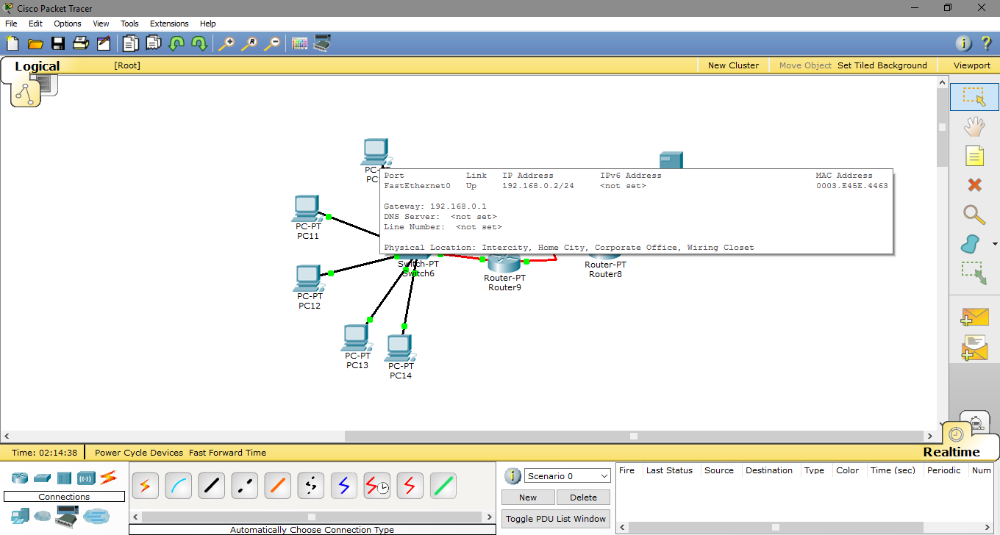 Cisco Packet Tracer
File Edit Options View Tools Extensions Help
Logical [Root] New Cluster Move Object Set Tiled Background Viewport
PC-PT
Port Link IP Address IPv6 Address MAC Address
FastEthernet0 Up 192.168.0.2/24 <not set> 0003.E45E.4463
Gateway: 192.168.0.1
DNS Server: <not set>
Line Number: <not set>
Physical Location: Intercity, Home City, Corporate Office, Wiring Closet
PC-PT
PC11
Switch-PT
Switch6
Router-PT
Router9
Router-PT
Router8
PC-PT
PC12
PC-PT
PC13
PC-PT
PC14
Time: 02:14:38 Power Cycle Devices Fast Forward Time
Realtime
Connections
Automatically Choose Connection Type
Scenario 0
New Delete
Toggle PDU List Window
Fire Last Status Source Destination Type Color Time (sec) Periodic Num